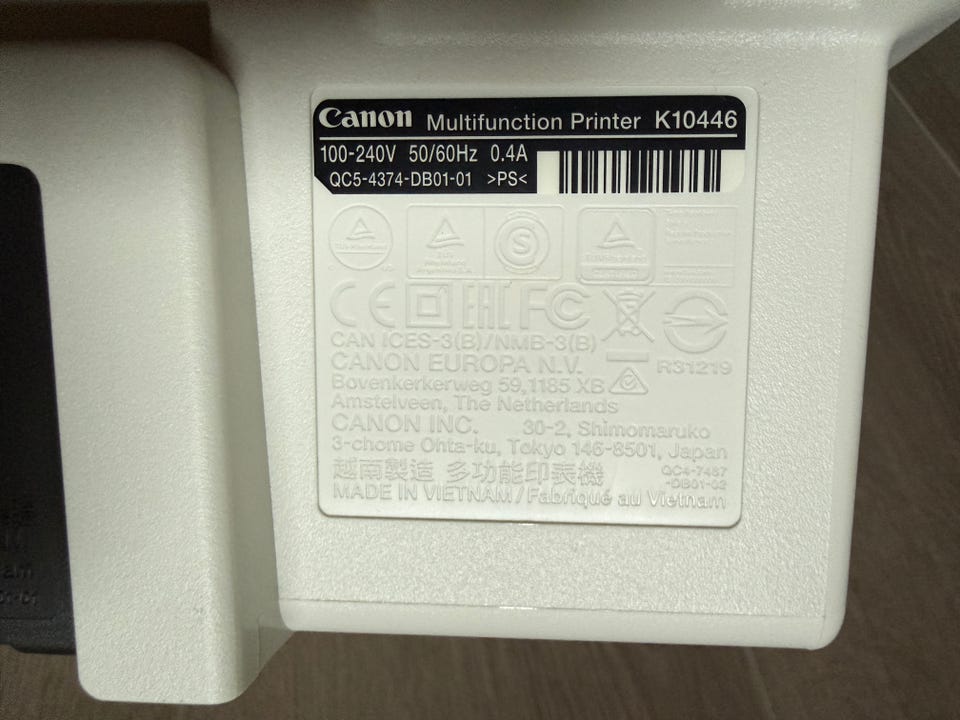 Canon Multifunction Printer K10446
100-240V 50/60Hz 0.4A
QC5-4374-DB01-01 >PS<
S
CE EAC FC
CAN ICES-3(B)/NMB-3(B)
CANON EUROPA N.V.
R31219
Bovenkerkerweg 59,1185 XB
Amstelveen, The Netherlands
CANON INC. 30-2, Shimomaruko
3-chome Ohta-ku, Tokyo 146-8501, Japan
越南製造 多功能印表機
QC4-7487
-DB01-02
MADE IN VIETNAM / Fabriqué au Vietnam